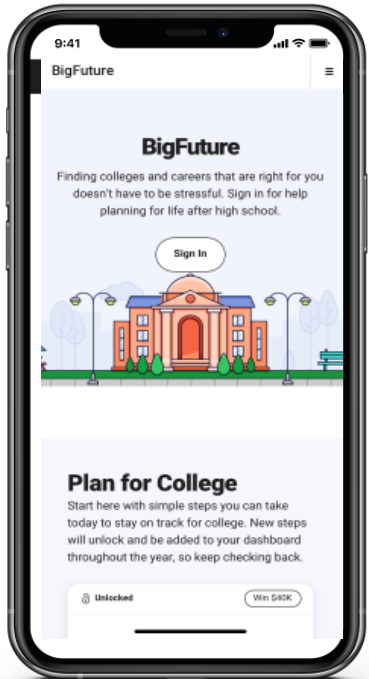 9:41
BigFuture
BigFuture
Finding colleges and careers that are right for you
doesn't have to be stressful. Sign in for help
planning for life after high school.
Sign In
Plan for College
Start here with simple steps you can take
today to stay on track for college. New steps
will unlock and be added to your dashboard
throughout the year, so keep checking back.
Unlocked
Win $40K